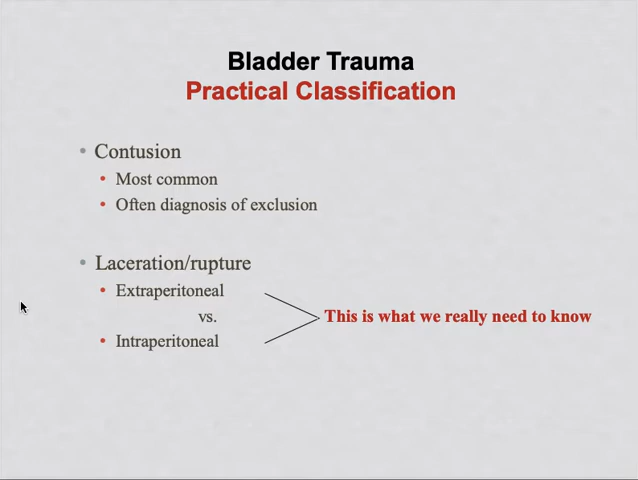 Bladder Trauma
Practical Classification
• Contusion
• Most common
• Often diagnosis of exclusion
• Laceration/rupture
• Extraperitoneal
vs.
This is what we really need to know
• Intraperitoneal